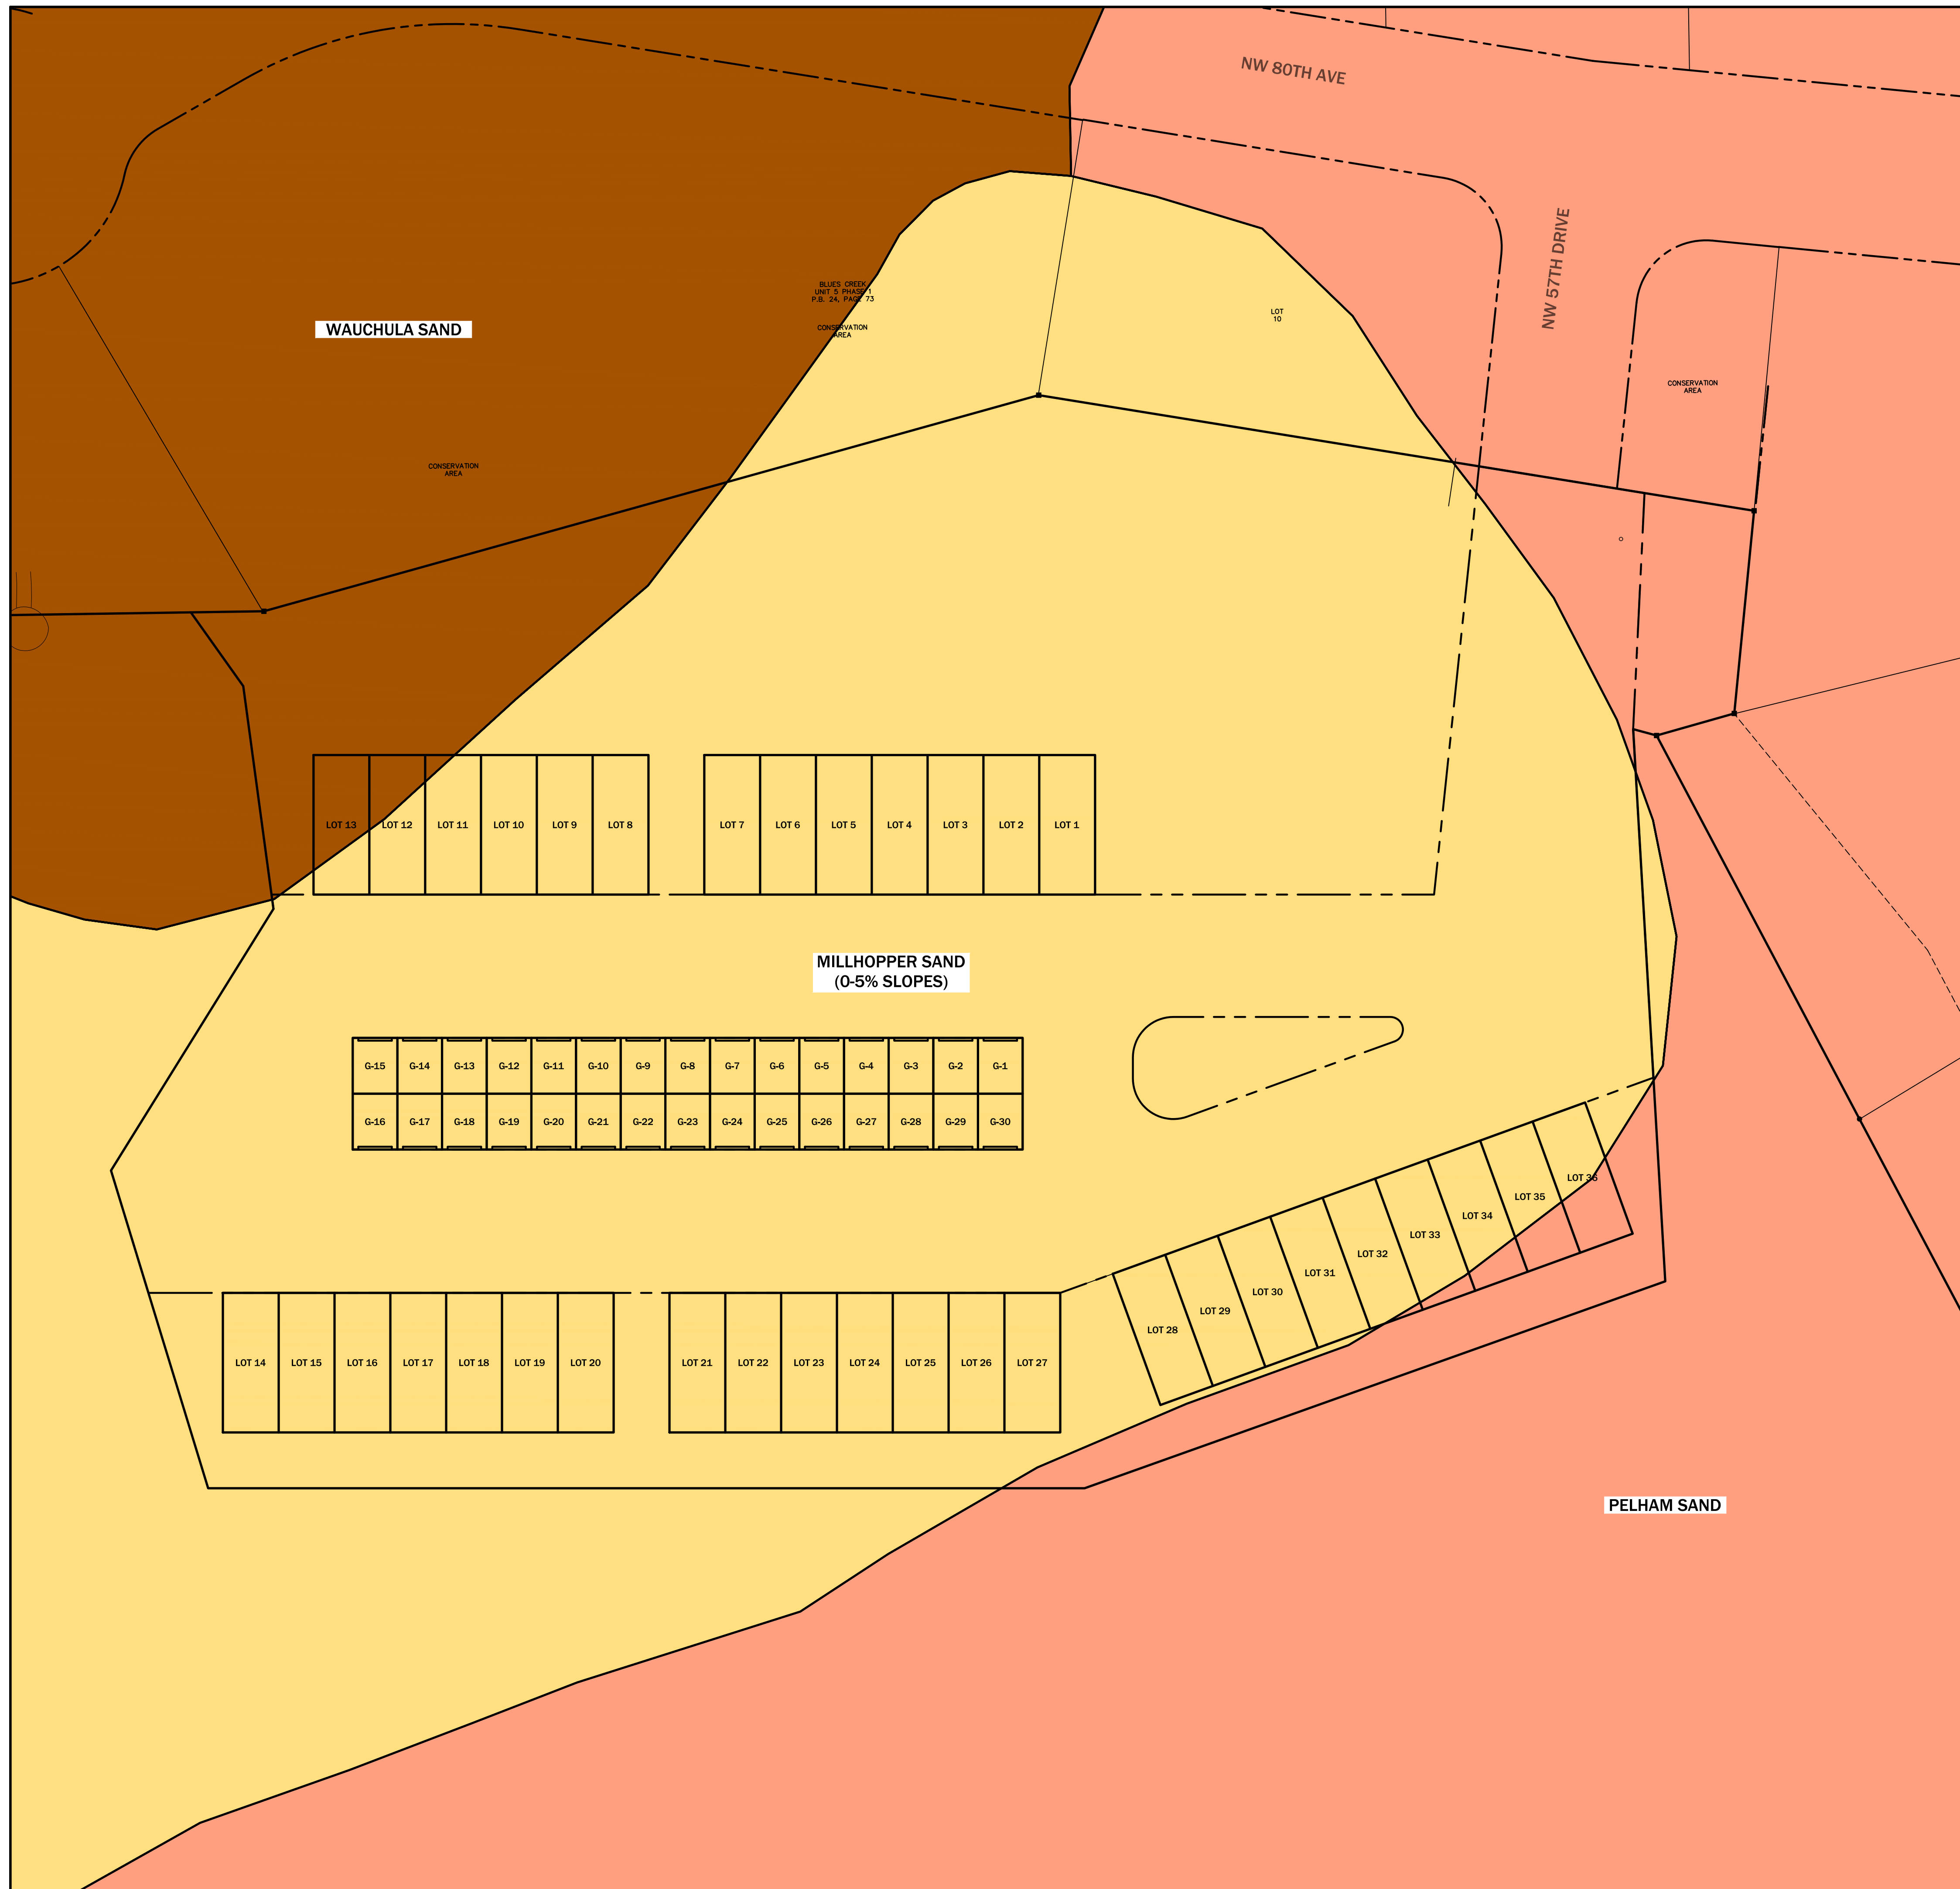 NW 80TH AVE
NW 57TH DRIVE
BLUES CREEK
UNIT 5 PHASE 1
P.B. 24, PAGE 73
CONSERVATION
AREA
LOT
10
WAUCHULA SAND
CONSERVATION
AREA
CONSERVATION
AREA
LOT 13
LOT 12
LOT 11
LOT 10
LOT 9
LOT 8
LOT 7
LOT 6
LOT 5
LOT 4
LOT 3
LOT 2
LOT 1
MILLHOPPER SAND
(0-5% SLOPES)
G-15
G-14
G-13
G-12
G-11
G-10
G-9
G-8
G-7
G-6
G-5
G-4
G-3
G-2
G-1
G-16
G-17
G-18
G-19
G-20
G-21
G-22
G-23
G-24
G-25
G-26
G-27
G-28
G-29
G-30
LOT 14
LOT 15
LOT 16
LOT 17
LOT 18
LOT 19
LOT 20
LOT 21
LOT 22
LOT 23
LOT 24
LOT 25
LOT 26
LOT 27
LOT 28
LOT 29
LOT 30
LOT 31
LOT 32
LOT 33
LOT 34
LOT 35
LOT 36
PELHAM SAND